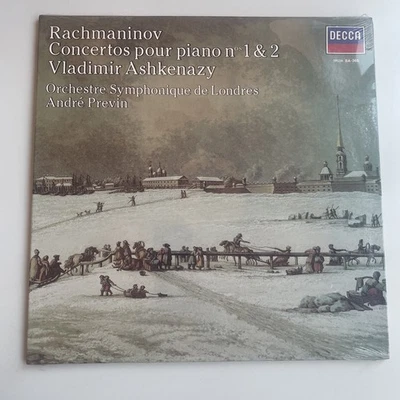 Rachmaninov
Concertos pour piano nos 1 & 2
Vladimir Ashkenazy
Orchestre Symphonique de Londres
André Previn
DECCA